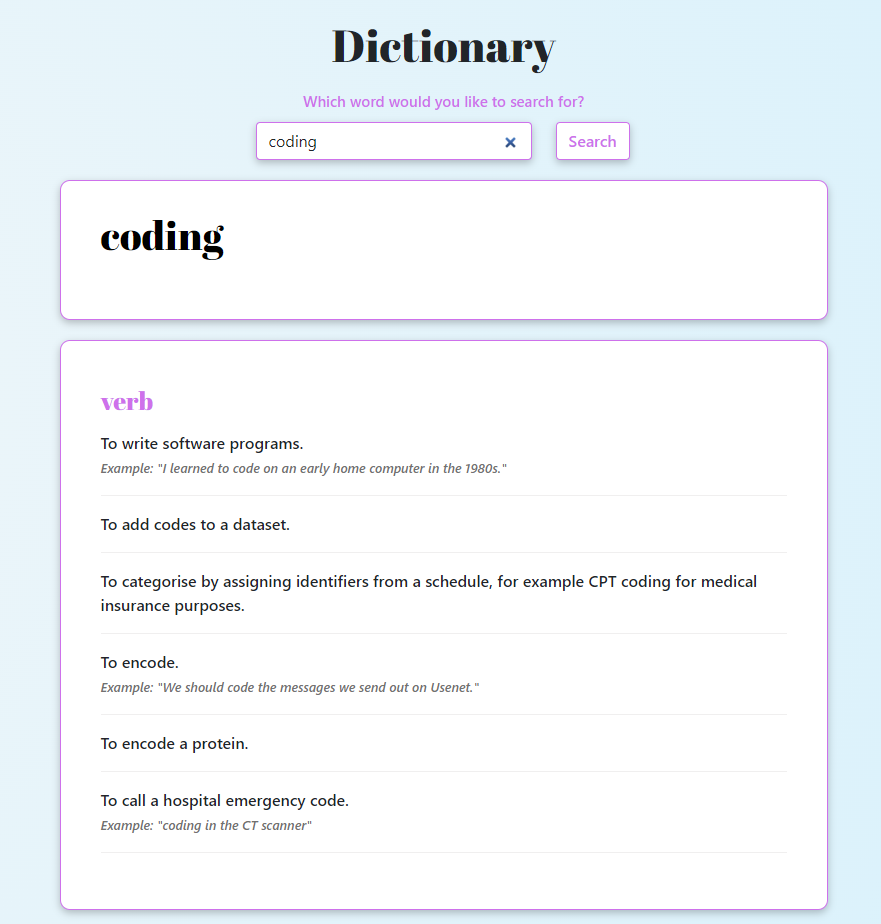 Dictionary
Which word would you like to search for?
coding
Search
coding
verb
To write software programs.
Example: "I learned to code on an early home computer in the 1980s."
To add codes to a dataset.
To categorise by assigning identifiers from a schedule, for example CPT coding for medical
insurance purposes.
To encode.
Example: "We should code the messages we send out on Usenet."
To encode a protein.
To call a hospital emergency code.
Example: "coding in the CT scanner"